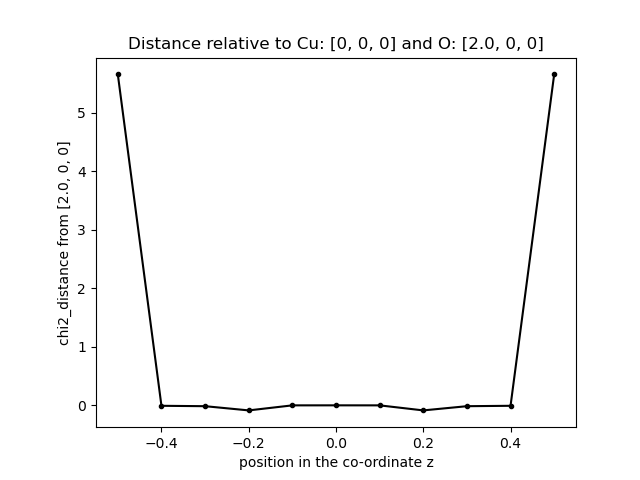 Distance relative to Cu: [0, 0, 0] and O: [2.0, 0, 0]
chi2_distance from [2.0, 0, 0]
5
4
3
2
1
0
−0.4 −0.2 0.0 0.2 0.4
position in the co-ordinate z